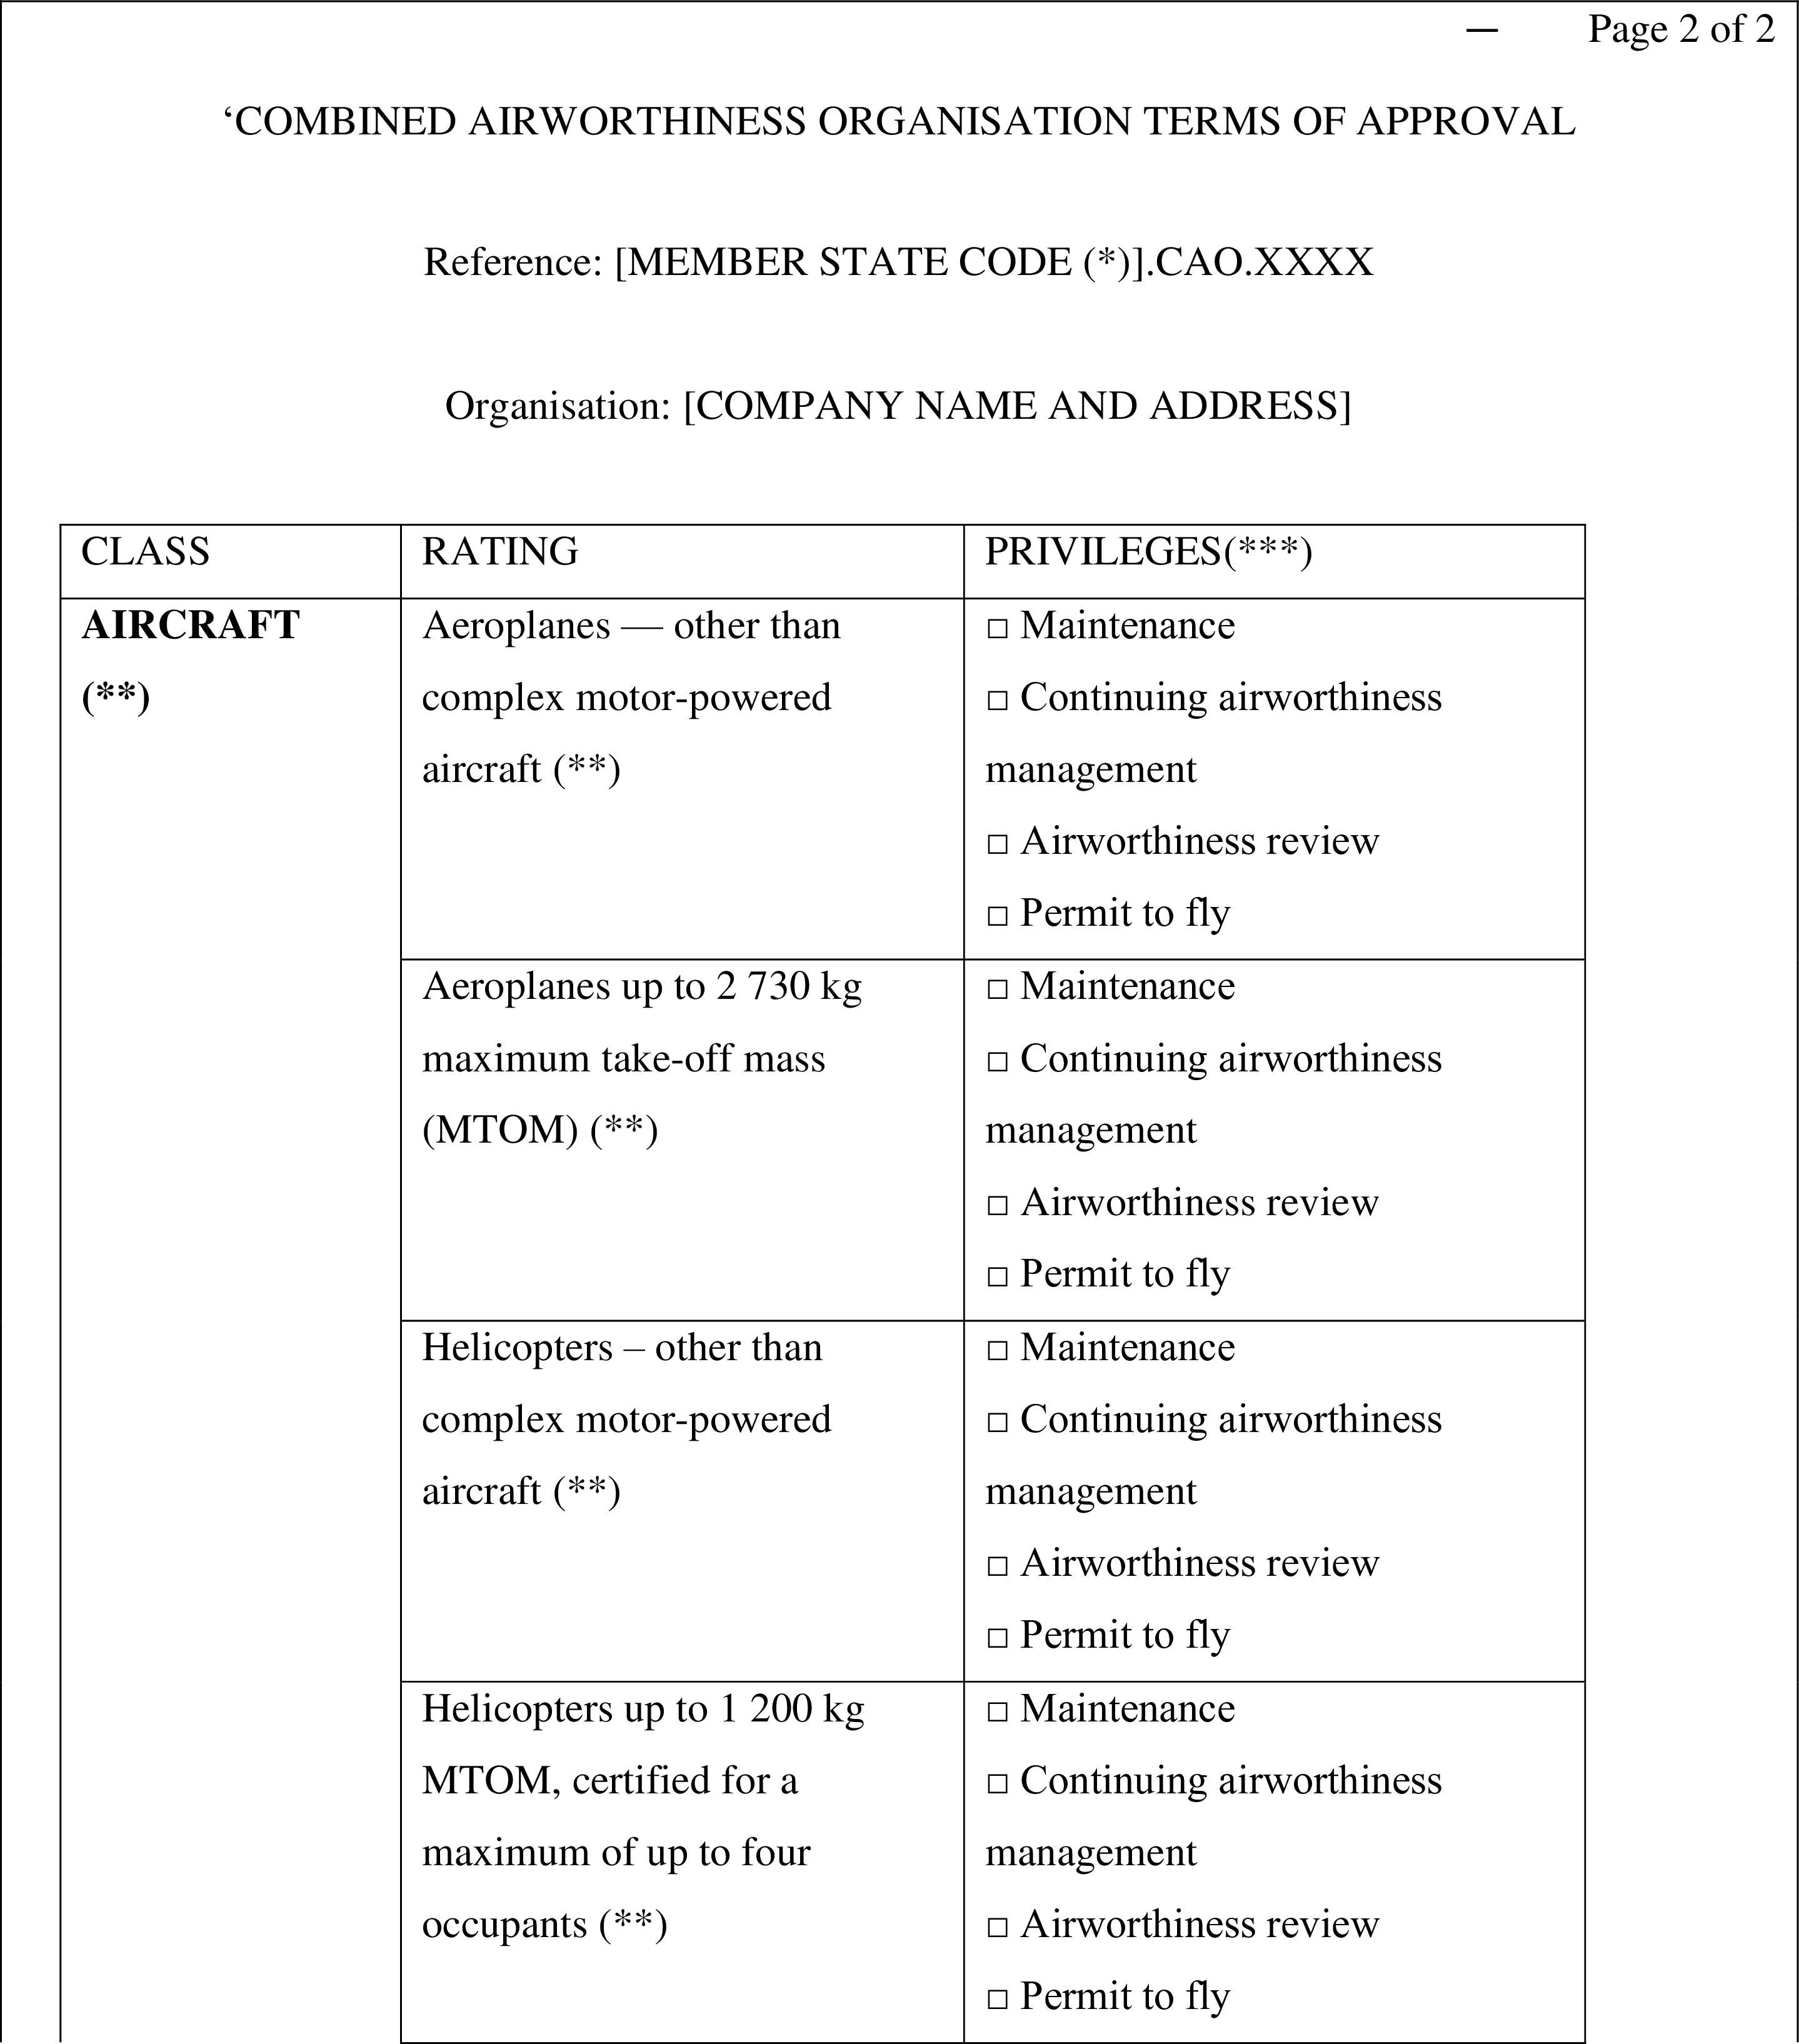 — Page 2 of 2
‘COMBINED AIRWORTHINESS ORGANISATION TERMS OF APPROVAL
Reference: [MEMBER STATE CODE (*)].CAO.XXXX
Organisation: [COMPANY NAME AND ADDRESS]
CLASS
RATING
PRIVILEGES(***)
AIRCRAFT
(**)
Aeroplanes — other than
complex motor-powered
aircraft (**)
□ Maintenance
□ Continuing airworthiness
management
□ Airworthiness review
□ Permit to fly
Aeroplanes up to 2 730 kg
maximum take-off mass
(MTOM) (**)
□ Maintenance
□ Continuing airworthiness
management
□ Airworthiness review
□ Permit to fly
Helicopters – other than
complex motor-powered
aircraft (**)
□ Maintenance
□ Continuing airworthiness
management
□ Airworthiness review
□ Permit to fly
Helicopters up to 1 200 kg
MTOM, certified for a
maximum of up to four
occupants (**)
□ Maintenance
□ Continuing airworthiness
management
□ Airworthiness review
□ Permit to fly